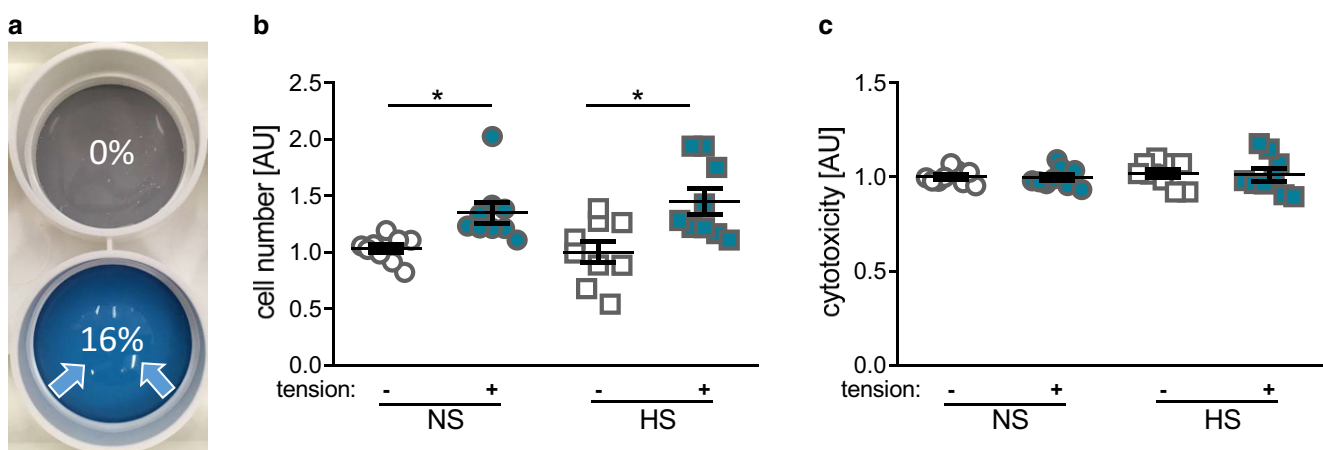 a
0%
16%
b
cell number [AU]
2.5
2.0
1.5
1.0
0.5
0.0
* *
tension: - + - +
NS HS
c
cytotoxicity [AU]
1.5
1.0
0.5
0.0
tension: - + - +
NS HS